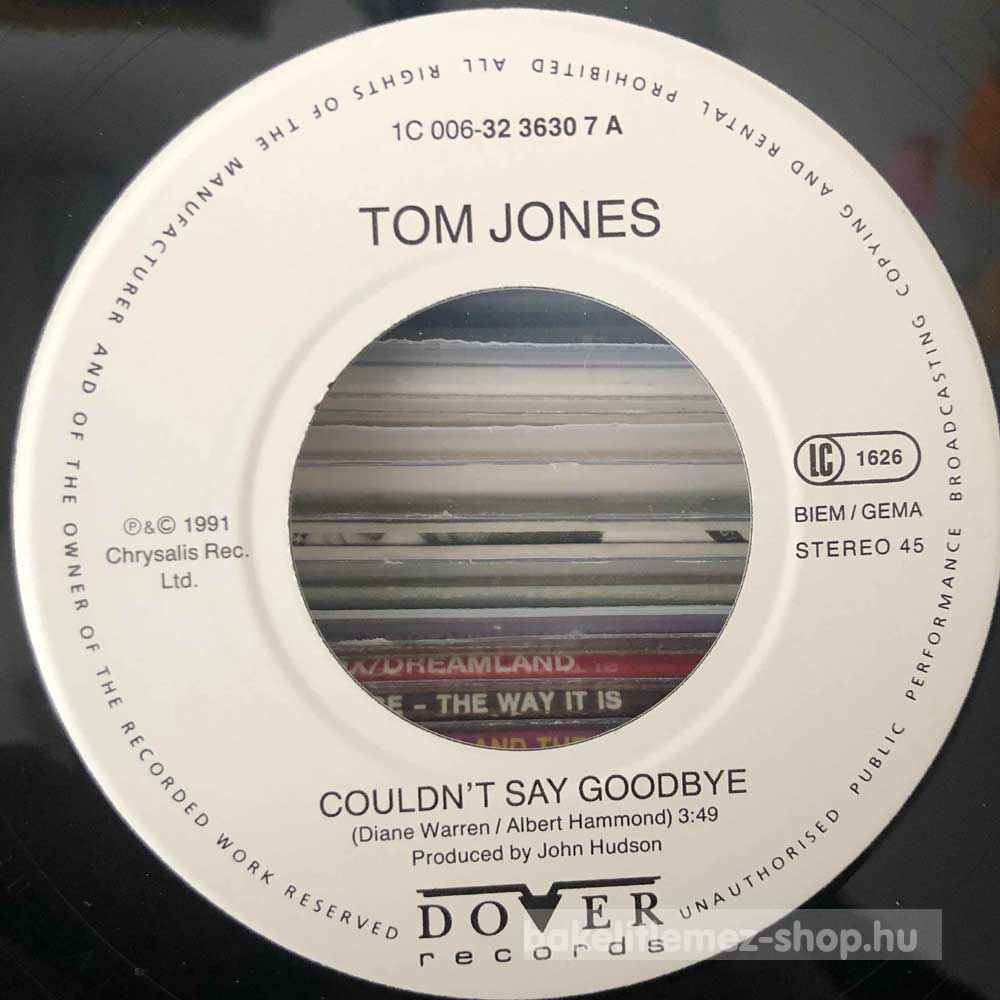 1C 006-32 3630 7 A
TOM JONES
LC 1626
BIEM / GEMA
STEREO 45
℗&© 1991
Chrysalis Rec.
Ltd.
/DREAMLAND
- THE WAY IT IS
AND
COULDN'T SAY GOODBYE
(Diane Warren / Albert Hammond) 3:49
Produced by John Hudson
DOVER
records
ALL RIGHTS OF THE MANUFACTURER AND OF THE OWNER OF THE RECORDED WORK RESERVED UNAUTHORISED PUBLIC PERFORMANCE BROADCASTING COPYING AND RENTAL PROHIBITED
bakelitlemez-shop.hu